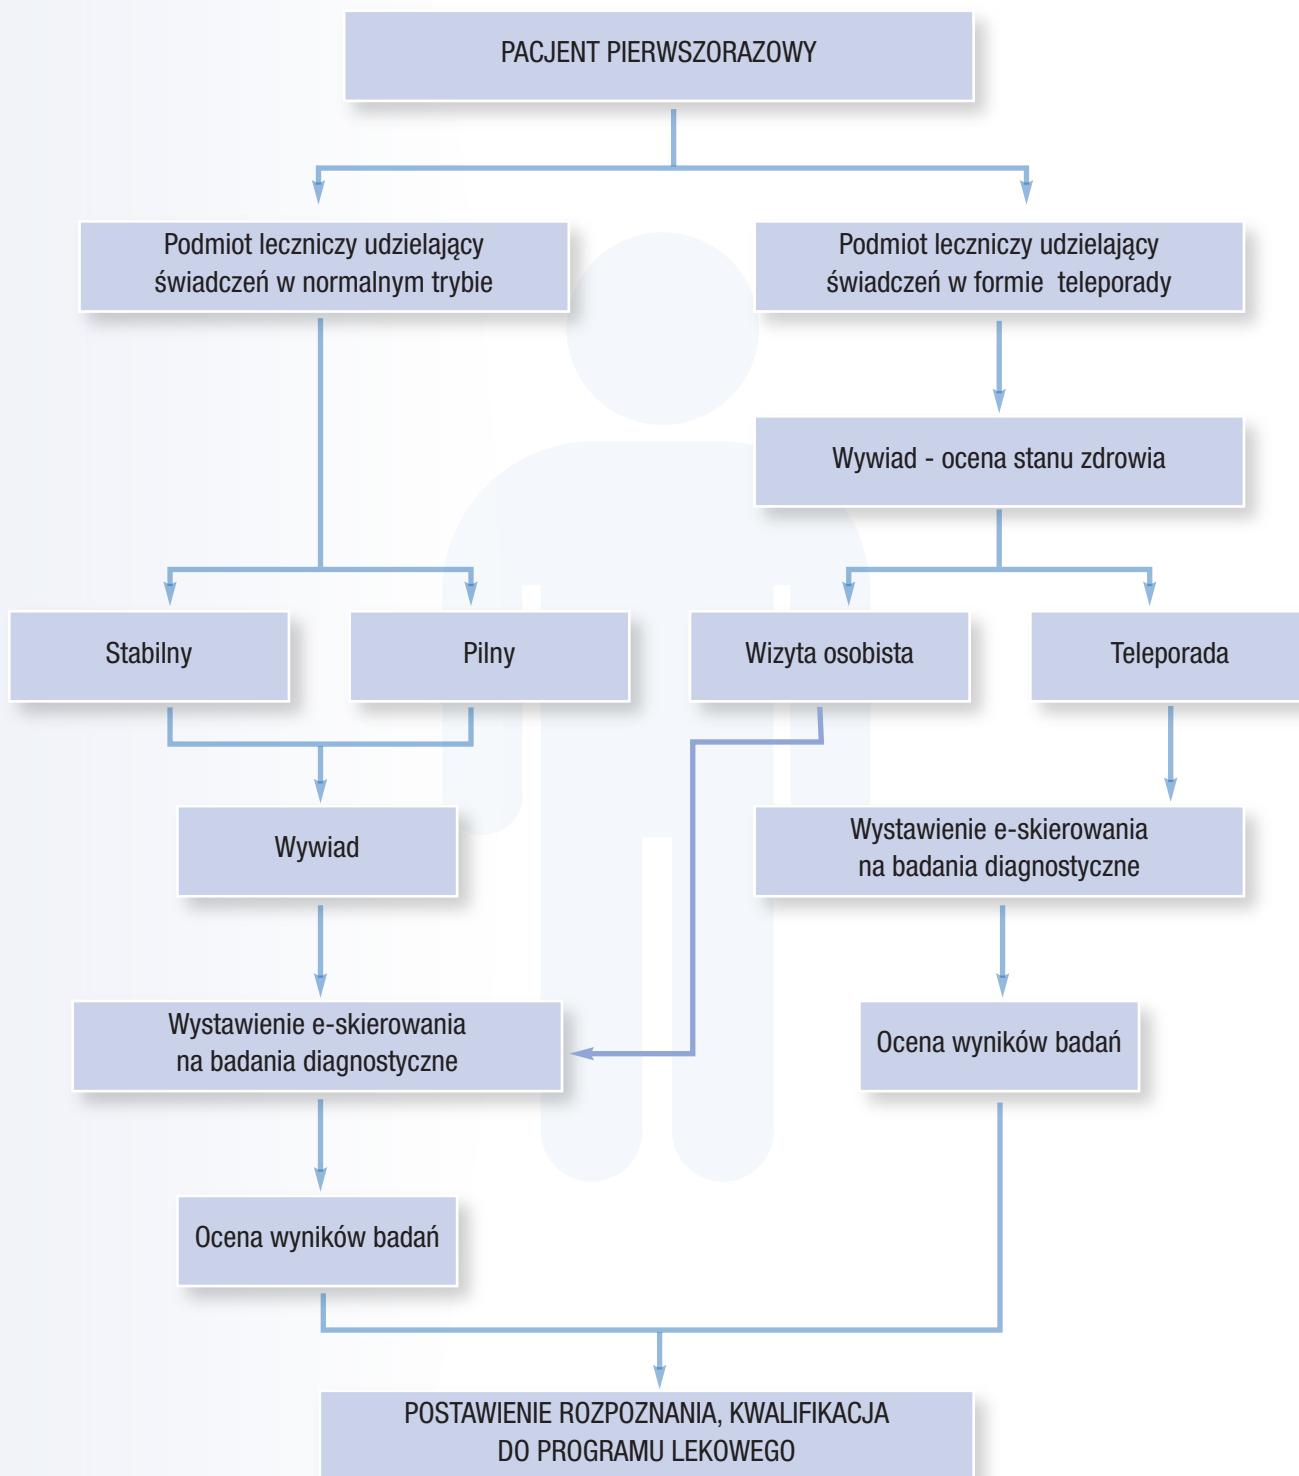 PACJENT PIERWSZORAZOWY
Podmiot leczniczy udzielający
świadczeń w normalnym trybie
Podmiot leczniczy udzielający
świadczeń w formie teleporady
Wywiad - ocena stanu zdrowia
Stabilny
Pilny
Wizyta osobista
Teleporada
Wywiad
Wystawienie e-skierowania
na badania diagnostyczne
Wystawienie e-skierowania
na badania diagnostyczne
Ocena wyników badań
Ocena wyników badań
POSTAWIENIE ROZPOZNANIA, KWALIFIKACJA
DO PROGRAMU LEKOWEGO